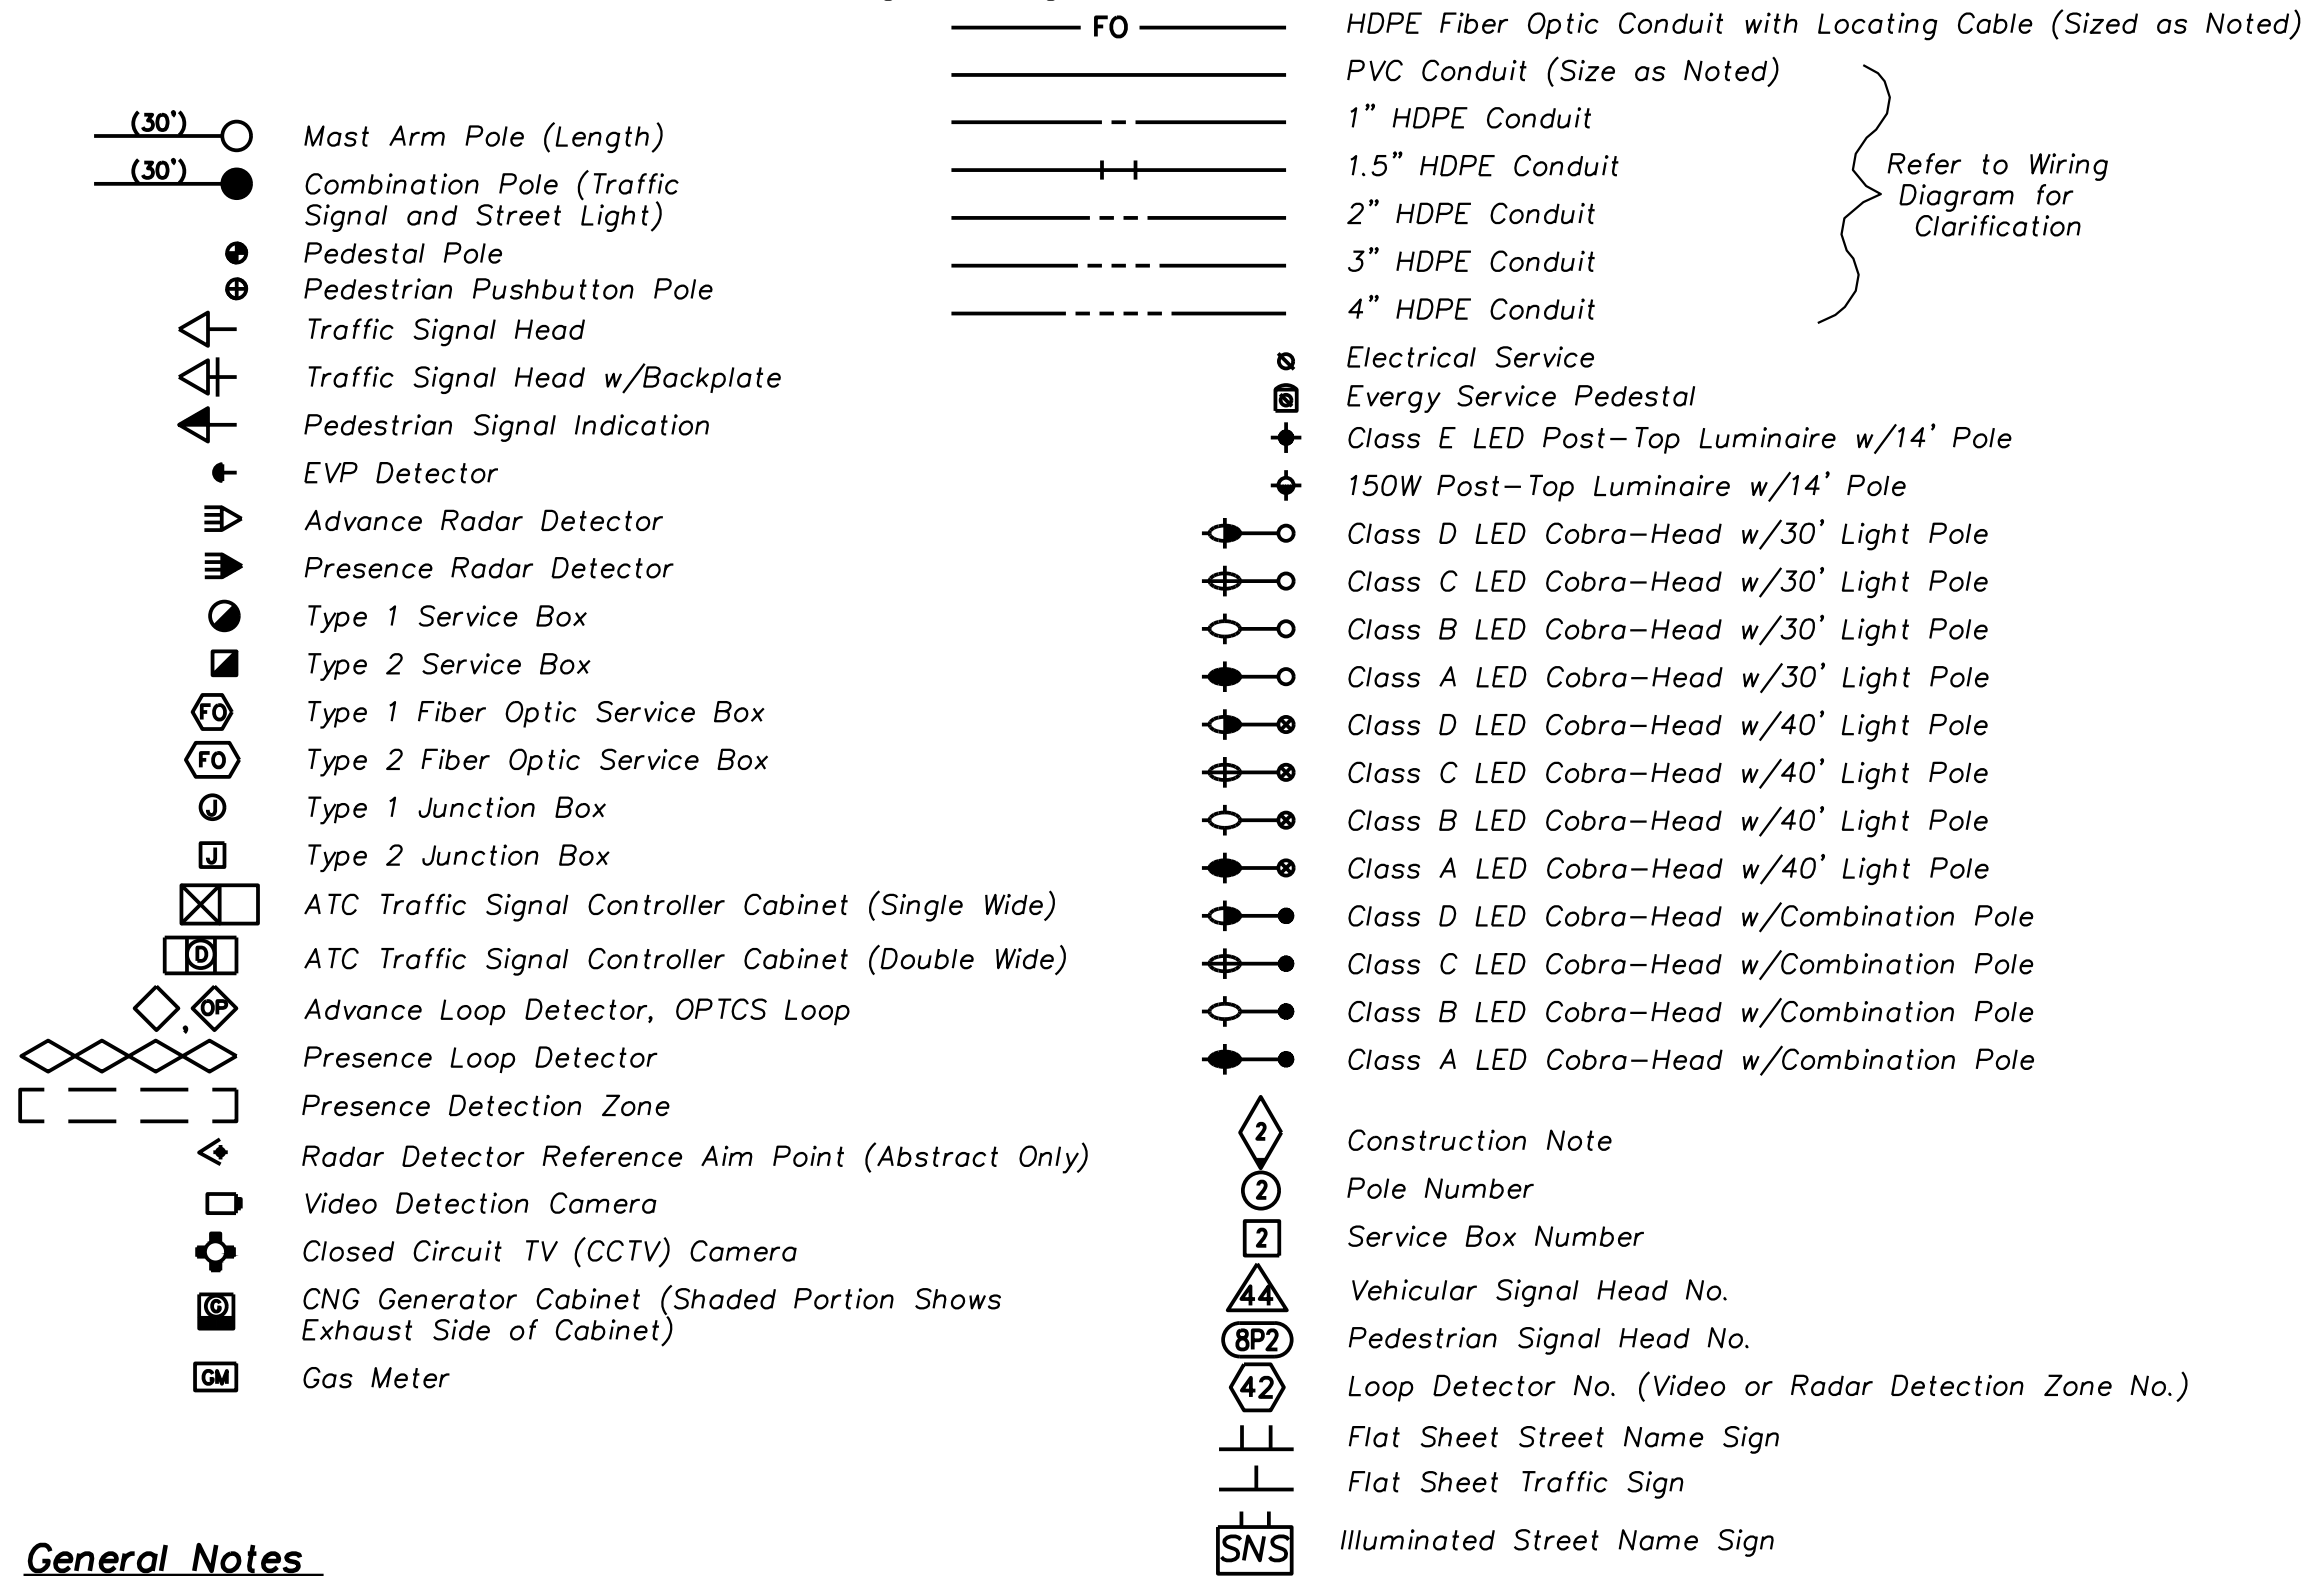 (30')
Mast Arm Pole (Length)
(30')
Combination Pole (Traffic
Signal and Street Light)
Pedestal Pole
Pedestrian Pushbutton Pole
Traffic Signal Head
Traffic Signal Head w/Backplate
Pedestrian Signal Indication
EVP Detector
Advance Radar Detector
Presence Radar Detector
Type 1 Service Box
Type 2 Service Box
FO Type 1 Fiber Optic Service Box
FO Type 2 Fiber Optic Service Box
J Type 1 Junction Box
J Type 2 Junction Box
ATC Traffic Signal Controller Cabinet (Single Wide)
D ATC Traffic Signal Controller Cabinet (Double Wide)
, OP Advance Loop Detector, OPTCS Loop
Presence Loop Detector
Presence Detection Zone
Radar Detector Reference Aim Point (Abstract Only)
Video Detection Camera
Closed Circuit TV (CCTV) Camera
G CNG Generator Cabinet (Shaded Portion Shows
Exhaust Side of Cabinet)
GM Gas Meter
General Notes
FO HDPE Fiber Optic Conduit with Locating Cable (Sized as Noted)
PVC Conduit (Size as Noted)
1" HDPE Conduit
1.5" HDPE Conduit
2" HDPE Conduit
3" HDPE Conduit
4" HDPE Conduit
Refer to Wiring
Diagram for
Clarification
Electrical Service
Evergy Service Pedestal
Class E LED Post-Top Luminaire w/14' Pole
150W Post-Top Luminaire w/14' Pole
Class D LED Cobra-Head w/30' Light Pole
Class C LED Cobra-Head w/30' Light Pole
Class B LED Cobra-Head w/30' Light Pole
Class A LED Cobra-Head w/30' Light Pole
Class D LED Cobra-Head w/40' Light Pole
Class C LED Cobra-Head w/40' Light Pole
Class B LED Cobra-Head w/40' Light Pole
Class A LED Cobra-Head w/40' Light Pole
Class D LED Cobra-Head w/Combination Pole
Class C LED Cobra-Head w/Combination Pole
Class B LED Cobra-Head w/Combination Pole
Class A LED Cobra-Head w/Combination Pole
2 Construction Note
2 Pole Number
2 Service Box Number
44 Vehicular Signal Head No.
8P2 Pedestrian Signal Head No.
42 Loop Detector No. (Video or Radar Detection Zone No.)
Flat Sheet Street Name Sign
Flat Sheet Traffic Sign
SNS Illuminated Street Name Sign